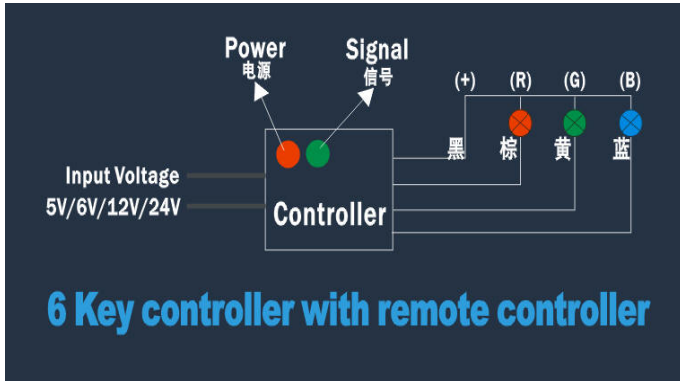 Power
电源
Signal
信号
(+) (R) (G) (B)
黑 棕 黄 蓝
Input Voltage
5V/6V/12V/24V
Controller
6 Key controller with remote controller